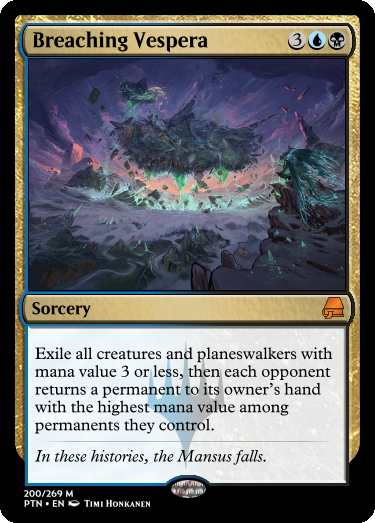 Breaching Vespera 3
Sorcery
Exile all creatures and planeswalkers with
mana value 3 or less, then each opponent
returns a permanent to its owner's hand
with the highest mana value among
permanents they control.
In these histories, the Mansus falls.
200/269 M
PTN • EN Timi Honkanen